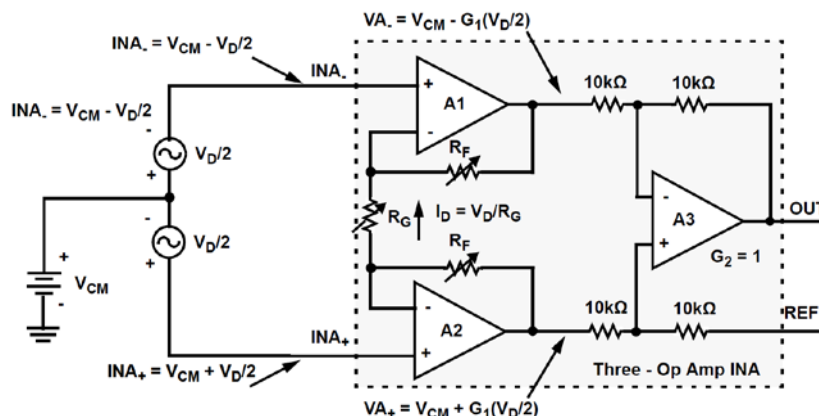 VA- = VCM - G1(VD/2)
INA- = VCM - VD/2
INA-
INA- = VCM - VD/2
-
VD/2
+
-
VD/2
+
+
VCM
-
+
A1
-
RF
RG
ID = VD/RG
RF
-
A2
+
10kΩ
10kΩ
-
A3
+
G2 = 1
OUT
10kΩ
10kΩ
REF
INA+
INA+ = VCM + VD/2
Three - Op Amp INA
VA+ = VCM + G1(VD/2)